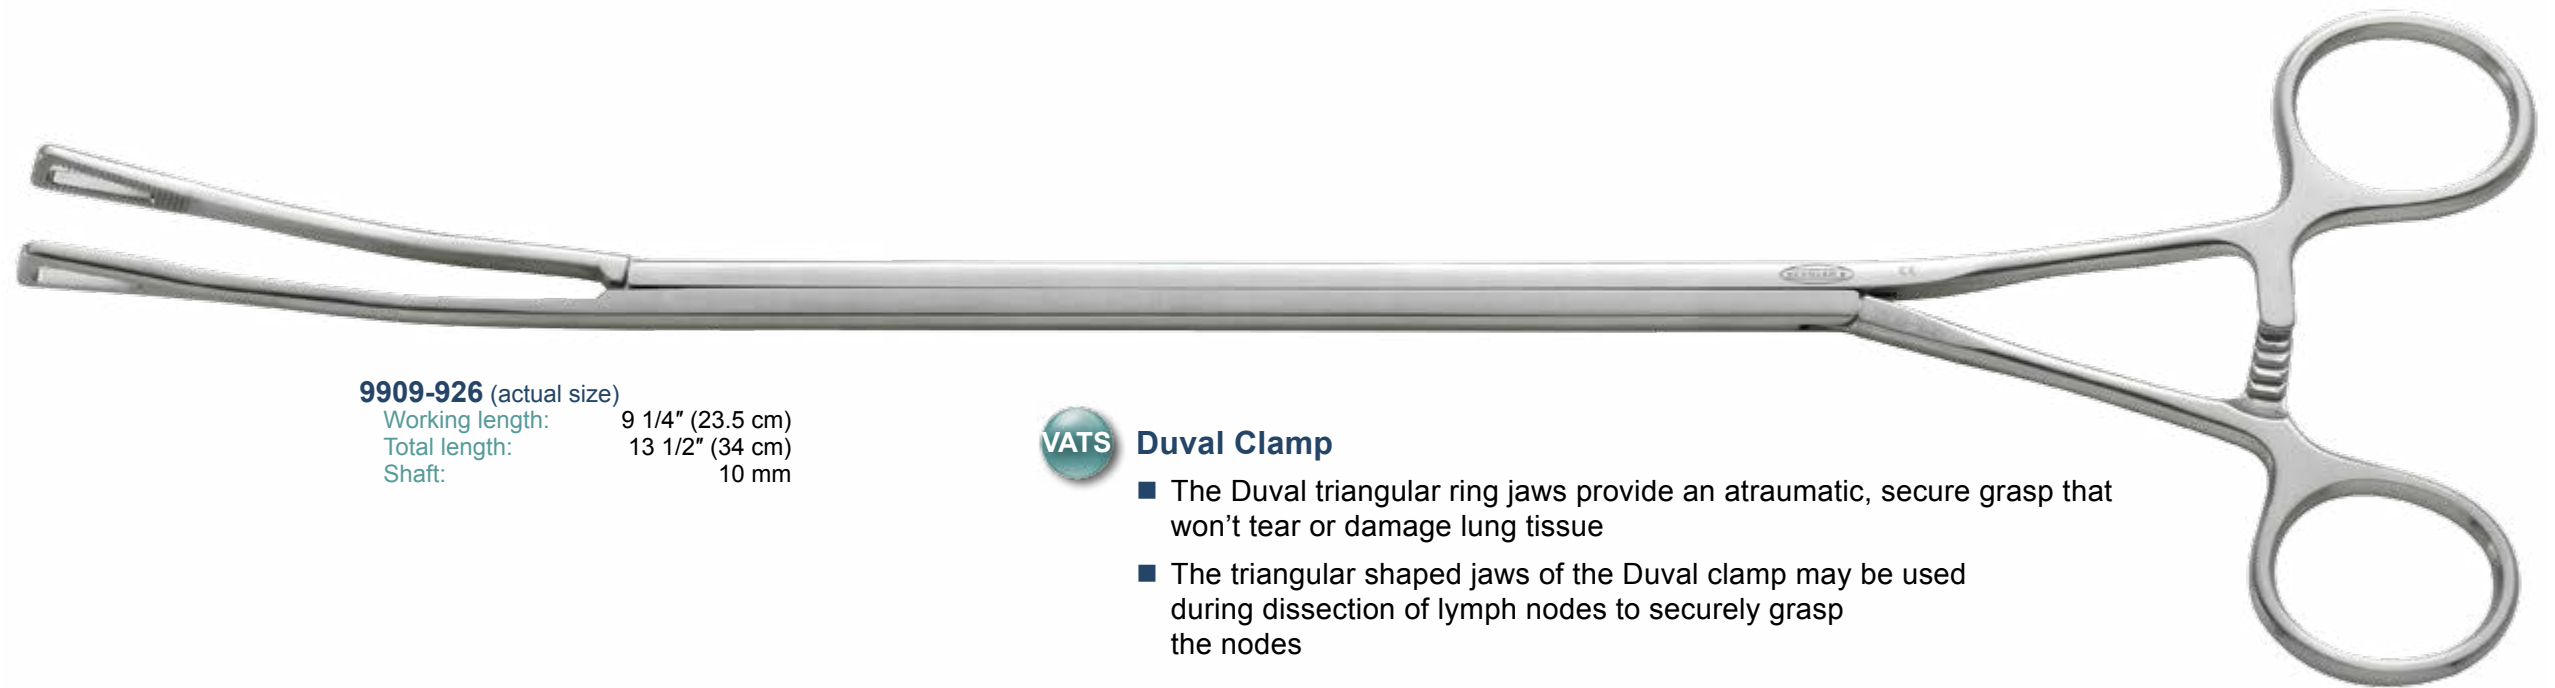 9909-926 (actual size)
Working length: 9 1/4″ (23.5 cm)
Total length: 13 1/2″ (34 cm)
Shaft: 10 mm
VATS
Duval Clamp
■ The Duval triangular ring jaws provide an atraumatic, secure grasp that
won’t tear or damage lung tissue
■ The triangular shaped jaws of the Duval clamp may be used
during dissection of lymph nodes to securely grasp
the nodes
CE